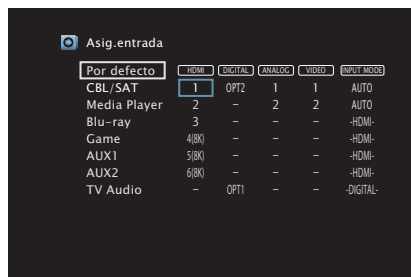 Asig.entrada
Por defecto HDMI DIGITAL ANALOG VIDEO INPUT MODE
CBL/SAT 1 OPT2 1 1 AUTO
Media Player 2 – 2 2 AUTO
Blu-ray 3 – – – -HDMI-
Game 4(8K) – – – -HDMI-
AUX1 5(8K) – – – -HDMI-
AUX2 6(8K) – – – -HDMI-
TV Audio – OPT1 – – -DIGITAL-